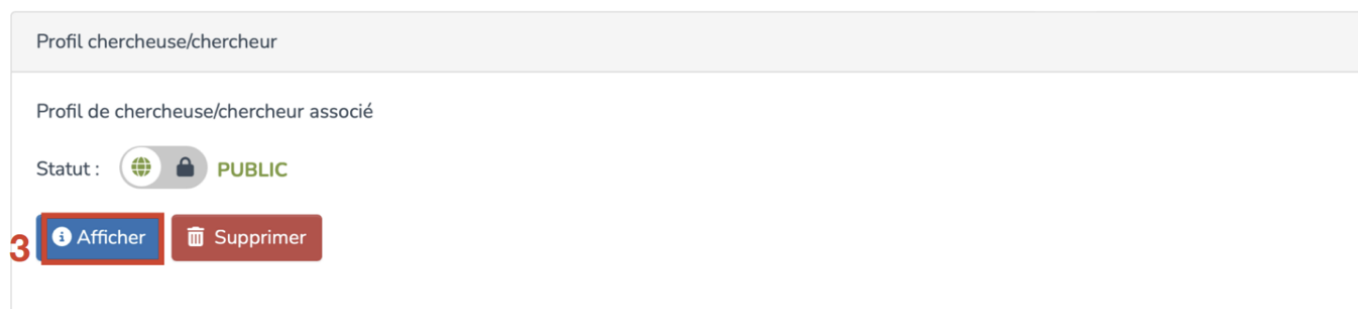 Profil chercheuse/chercheur
Profil de chercheuse/chercheur associé
Statut : PUBLIC
3 Afficher Supprimer